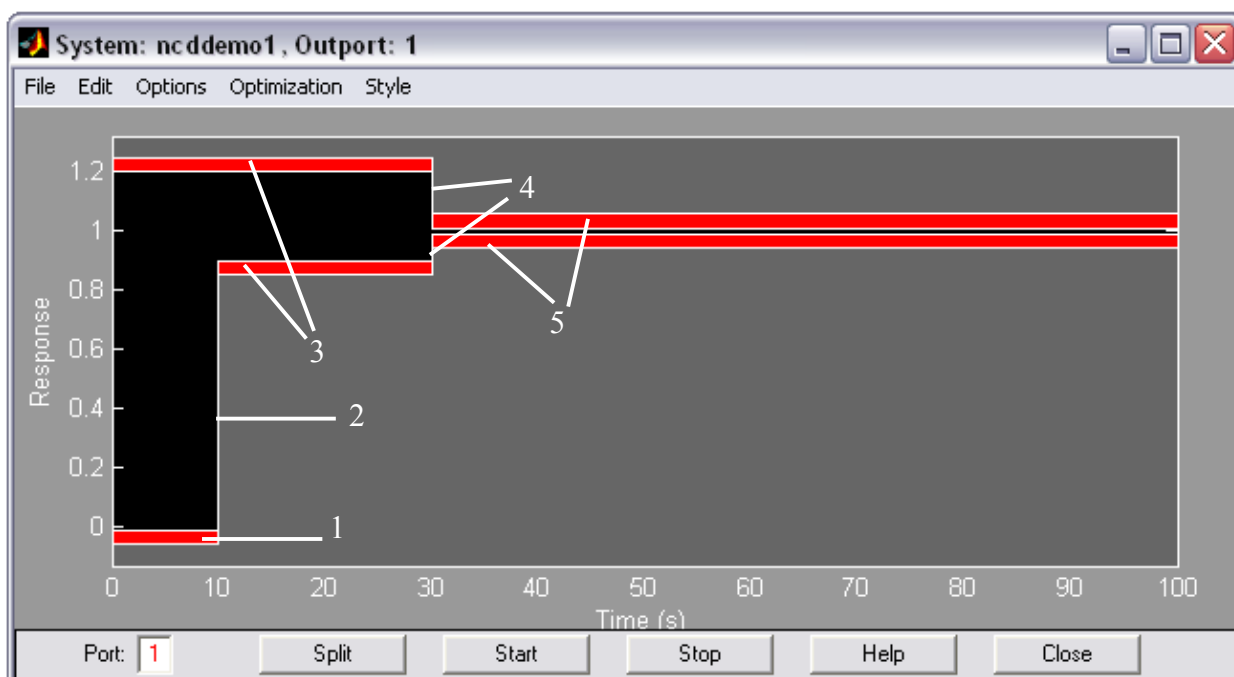 System: ncddemo1, Outport: 1
File Edit Options Optimization Style
1.2
1
0.8
0.6
0.4
0.2
0
Response
4
5
3
2
1
0 10 20 30 40 50 60 70 80 90 100
Time (s)
Port: 1 Split Start Stop Help Close